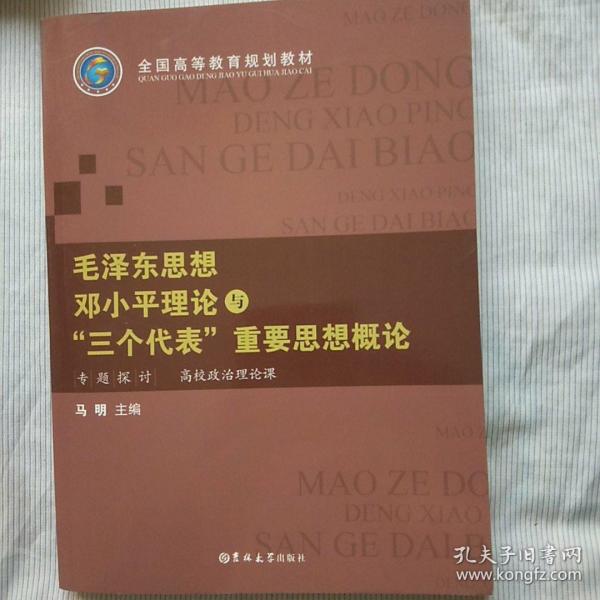 全国高等教育规划教材
QUAN GUO GAO DENG JIAO YU GUI HUA JIAO CAI
MAO ZE DONG
MAO ZE DONG
DENG XIAO PING
SAN GE DAI BIAO
DENG XIAO PING
SAN GE DAI BIAO
毛泽东思想
邓小平理论与
“三个代表”重要思想概论
专题探讨 高校政治理论课
马明 主编
MAO Z
MAO ZE DO
DENG XIAO
SAN GE DAI B
DENG
吉林大学出版社
孔夫子旧书网
www.kongfz.com